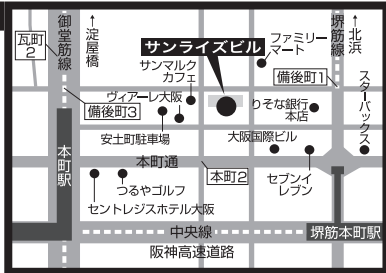 瓦町
2
御堂筋線
↑淀屋橋
サンライズビル
ファミリー
マート
堺筋線
↑北浜
サンマルク
カフェ
備後町1
スターバックス
ヴィアーレ大阪
りそな銀行
本店
備後町3
安土町駐車場
大阪国際ビル
本町駅
本町通
本町2
セブンイ
レブン
つるやゴルフ
セントレジスホテル大阪
中央線
堺筋本町駅
阪神高速道路